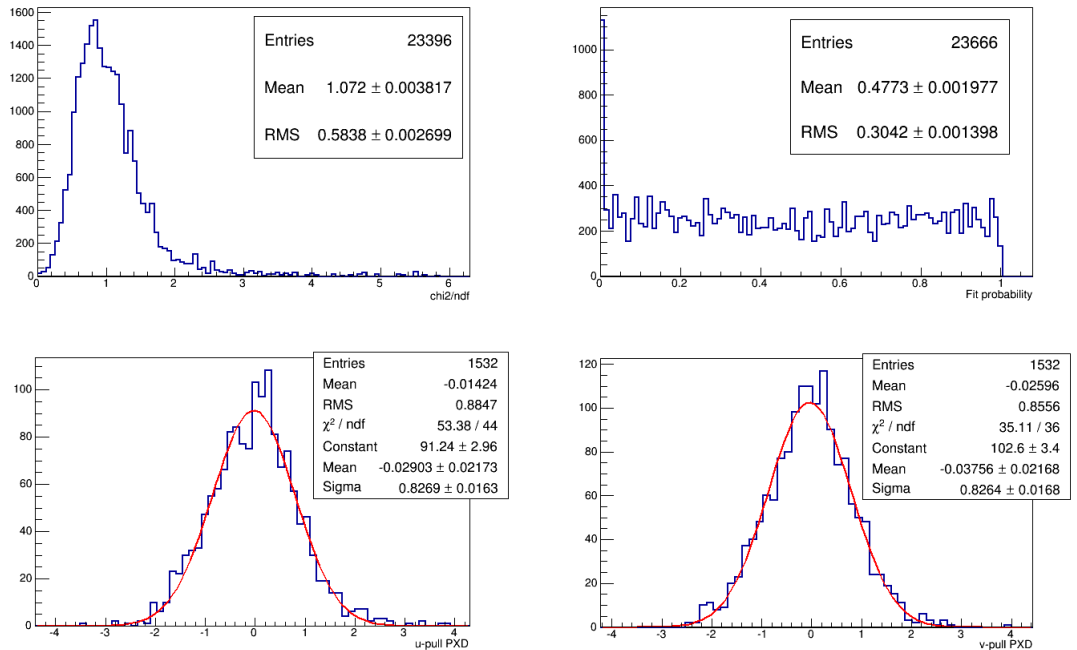 1600
1400
1200
1000
800
600
400
200
0
0 1 2 3 4 5 6
chi2/ndf
Entries 23396
Mean 1.072 ± 0.003817
RMS 0.5838 ± 0.002699
1000
800
600
400
200
0
0 0.2 0.4 0.6 0.8 1
Fit probability
Entries 23666
Mean 0.4773 ± 0.001977
RMS 0.3042 ± 0.001398
100
80
60
40
20
0
-4 -3 -2 -1 0 1 2 3 4
u-pull PXD
Entries 1532
Mean -0.01424
RMS 0.8847
χ² / ndf 53.38 / 44
Constant 91.24 ± 2.96
Mean -0.02903 ± 0.02173
Sigma 0.8269 ± 0.0163
120
100
80
60
40
20
0
-4 -3 -2 -1 0 1 2 3 4
v-pull PXD
Entries 1532
Mean -0.02596
RMS 0.8556
χ² / ndf 35.11 / 36
Constant 102.6 ± 3.4
Mean -0.03756 ± 0.02168
Sigma 0.8264 ± 0.0168